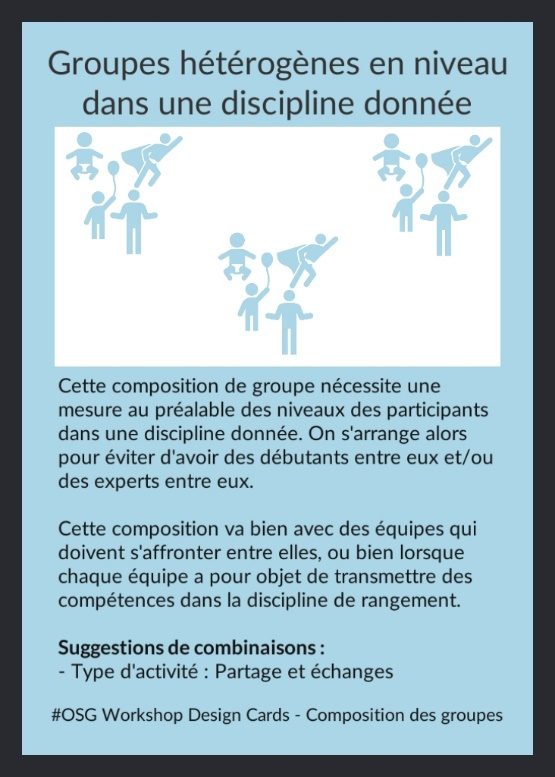 Groupes hétérogènes en niveau
dans une discipline donnée
Cette composition de groupe nécessite une
mesure au préalable des niveaux des participants
dans une discipline donnée. On s'arrange alors
pour éviter d'avoir des débutants entre eux et/ou
des experts entre eux.
Cette composition va bien avec des équipes qui
doivent s'affronter entre elles, ou bien lorsque
chaque équipe a pour objet de transmettre des
compétences dans la discipline de rangement.
Suggestions de combinaisons :
- Type d'activité : Partage et échanges
#OSG Workshop Design Cards - Composition des groupes